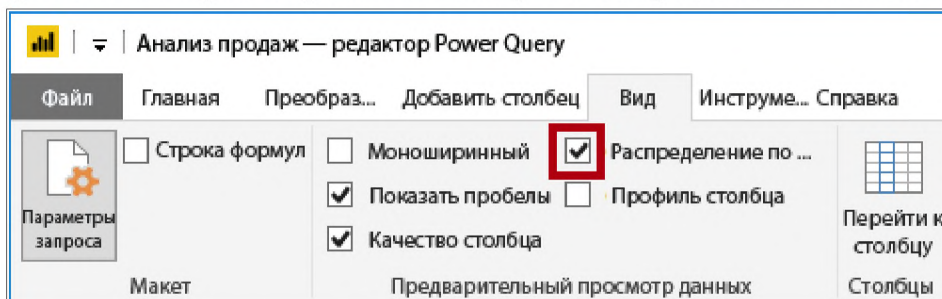 Анализ продаж — редактор Power Query
Файл Главная Преобраз... Добавить столбец Вид Инструме... Справка
Строка формул
Моноширинный
Распределение по ...
Показать пробелы
Профиль столбца
Качество столбца
Параметры
запроса
Перейти к
столбцу
Макет
Предварительный просмотр данных
Столбцы